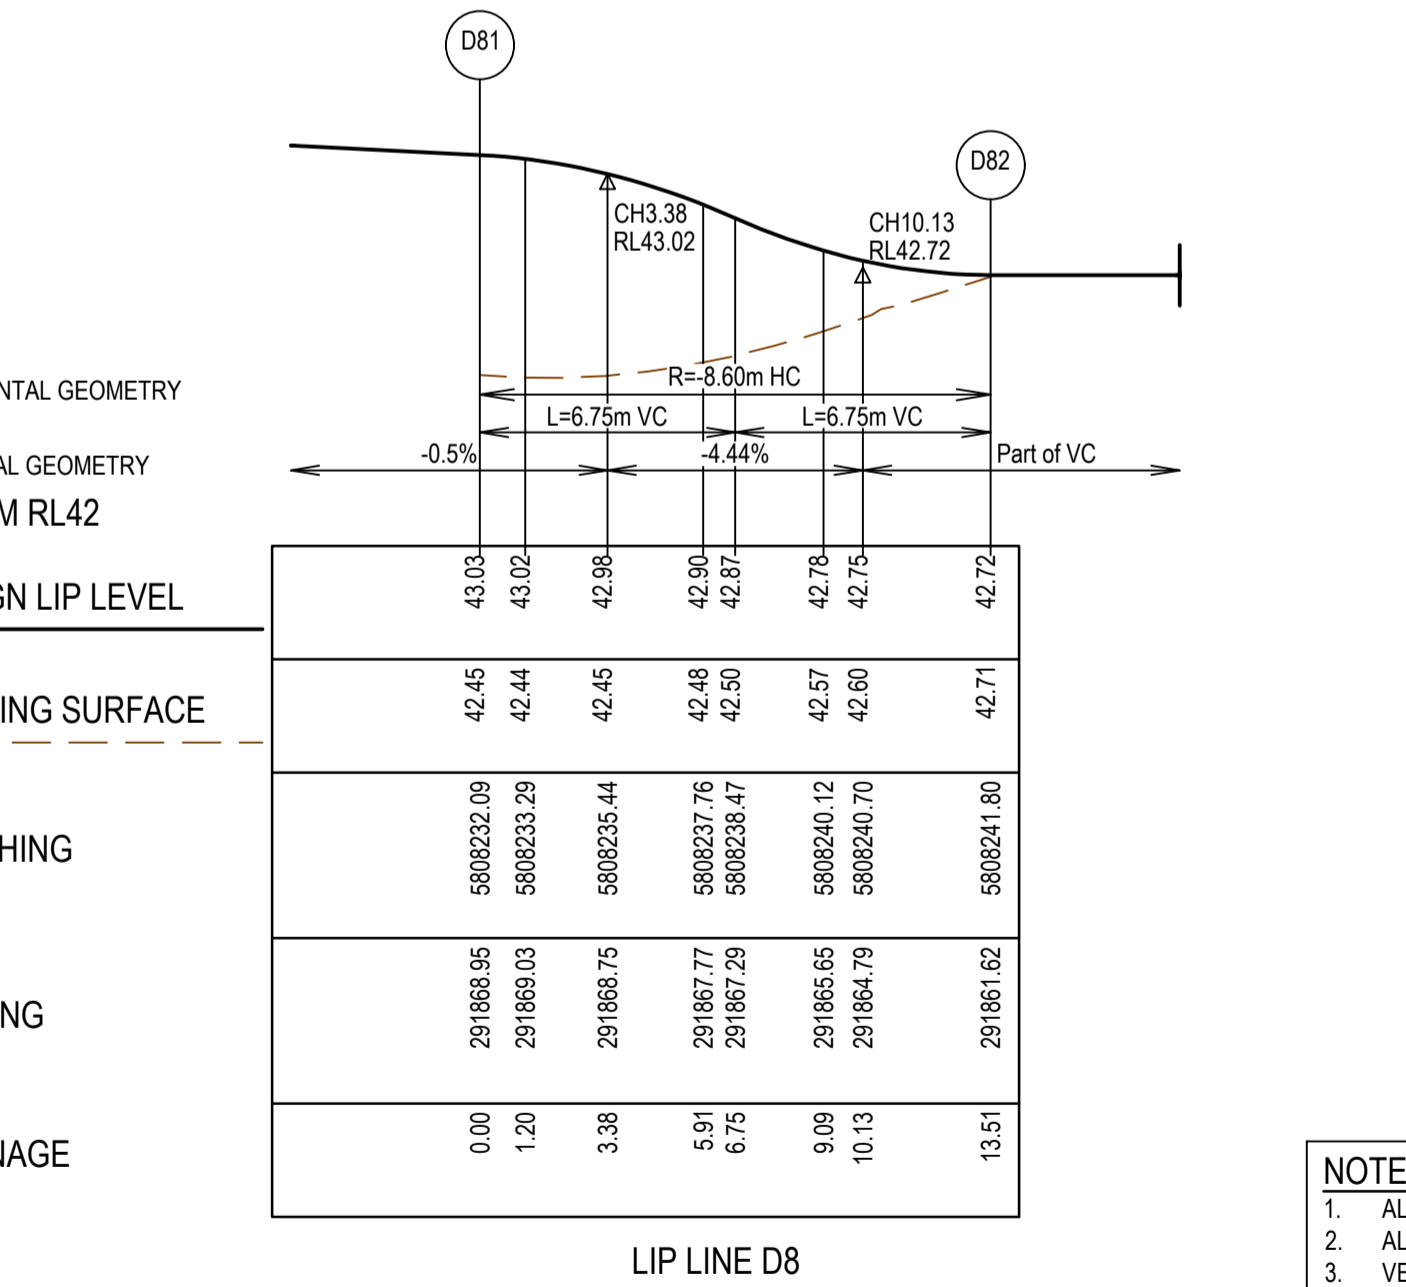 D81
D82
CH3.38
RL43.02
CH10.13
RL42.72
NTAL GEOMETRY
R=-8.60m HC
L=6.75m VC
L=6.75m VC
AL GEOMETRY
-0.5%
-4.44%
Part of VC
M RL42
GN LIP LEVEL
43.03
43.02
42.98
42.90
42.87
42.78
42.75
42.72
ING SURFACE
42.45
42.44
42.45
42.48
42.50
42.57
42.60
42.71
HING
5808232.09
5808233.29
5808235.44
5808237.76
5808238.47
5808240.12
5808240.70
5808241.80
NG
291868.95
291869.03
291868.75
291867.77
291867.29
291865.65
291864.79
291861.62
NAGE
0.00
1.20
3.38
5.91
6.75
9.09
10.13
13.51
LIP LINE D8
NOTE
1. AL
2. AL
3. VE